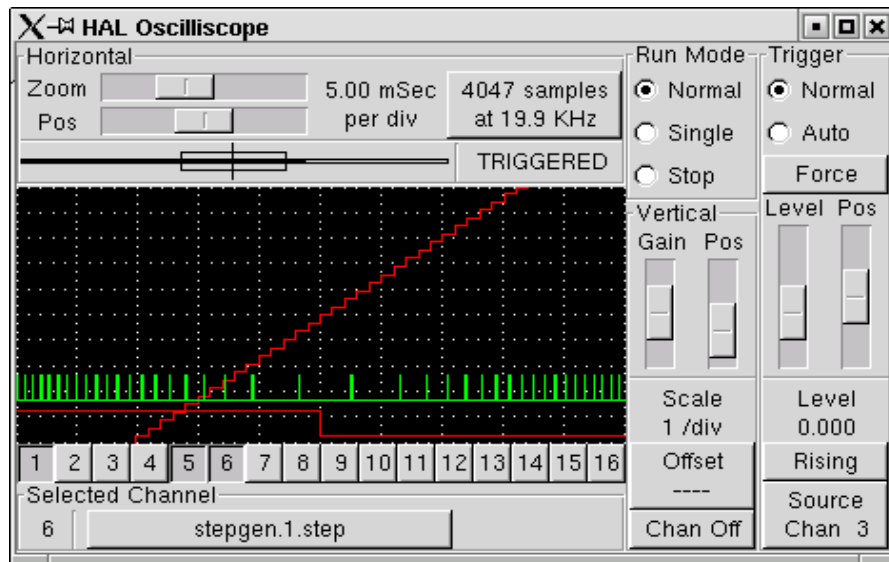 HAL Oscilliscope
Horizontal
Zoom
Pos
5.00 mSec
per div
4047 samples
at 19.9 KHz
TRIGGERED
Run Mode
Normal
Single
Stop
Trigger
Normal
Auto
Force
Vertical
Gain Pos
Level Pos
Scale
1 /div
Offset
----
Chan Off
Level
0.000
Rising
Source
Chan 3
1 2 3 4 5 6 7 8 9 10 11 12 13 14 15 16
Selected Channel
6 stepgen.1.step